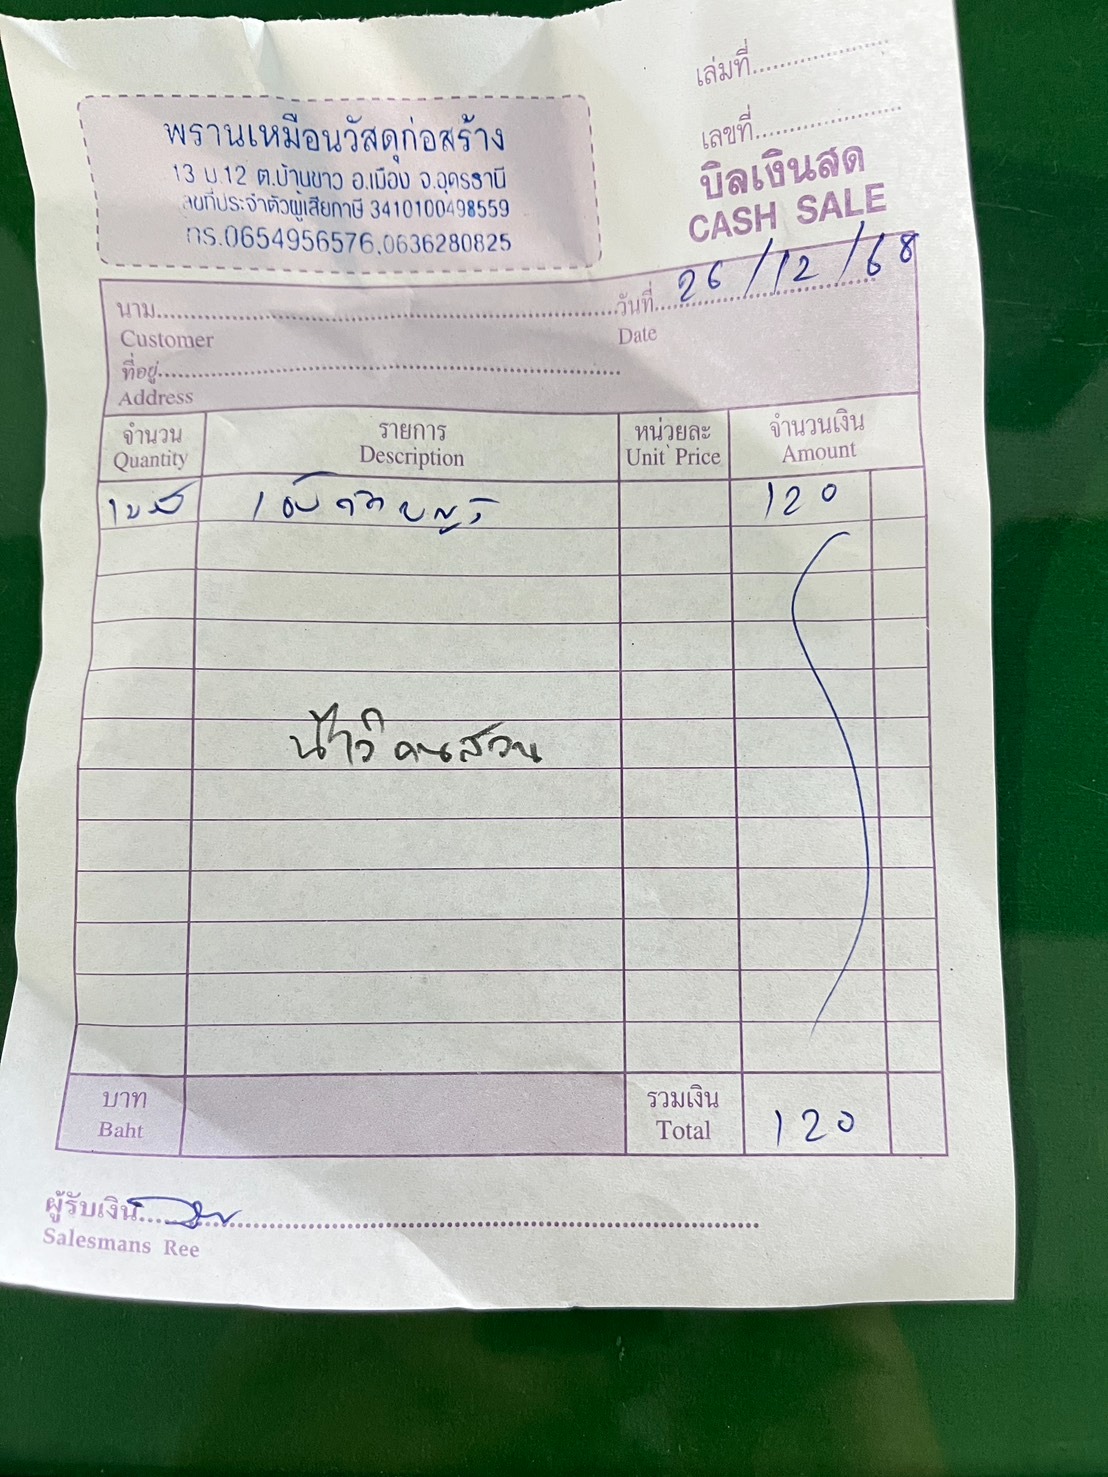 เล่มที่
เลขที่
พรานเหมือนวัสดุก่อสร้าง
13 ม.12 ต.บ้านขาว อ.เมือง จ.อุดรธานี
ลขที่ประจำตัวผู้เสียภาษี 3410100498559
โทร.0654956576,0636280825
บิลเงินสด
CASH SALE
นาม วันที่ 26/12/68
Customer Date
ที่อยู่
Address
จำนวน รายการ หน่วยละ จำนวนเงิน
Quantity Description Unit Price Amount
120
คนสวน
บาท รวมเงิน
Baht Total 120
ผู้รับเงิน
Salesmans Ree